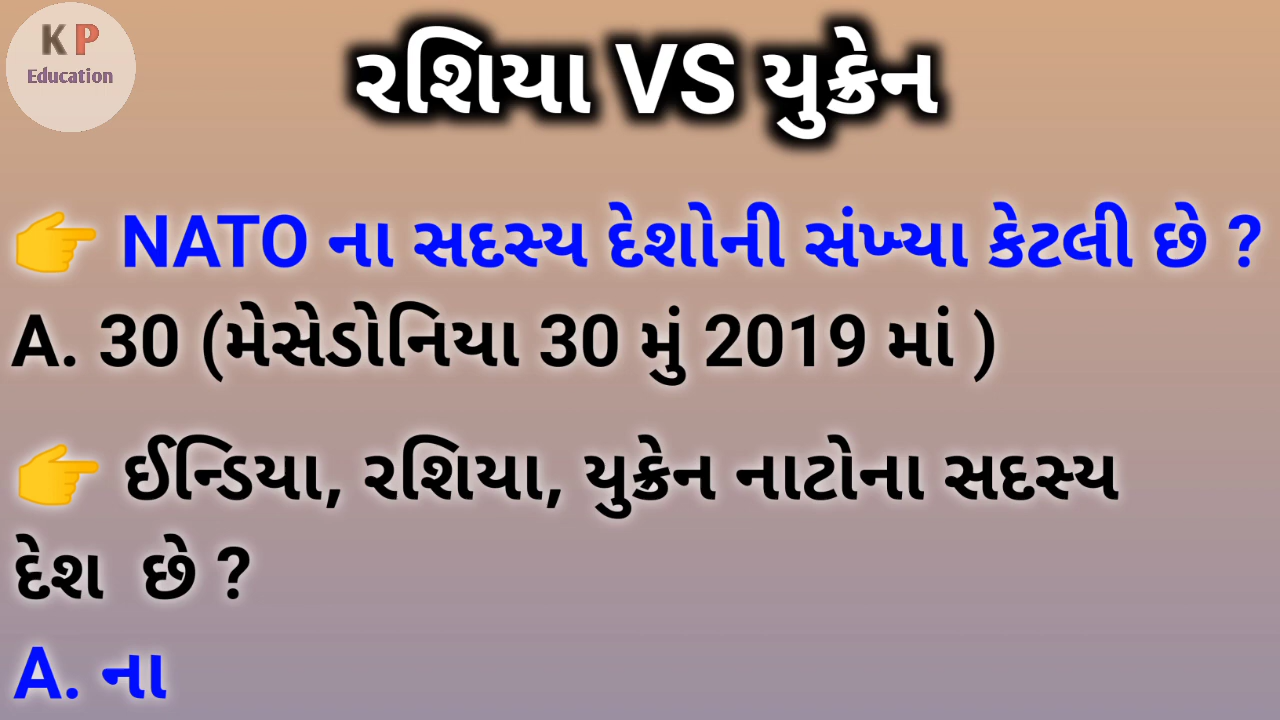 K P
Education
રશિયા VS યુક્રેન
👉 NATO ના સદસ્ય દેશોની સંખ્યા કેટલી છે ?
A. 30 (મેસેડોનિયા 30 મું 2019 માં )
👉 ઈન્ડિયા, રશિયા, યુક્રેન નાટોના સદસ્ય
દેશ છે ?
A. ના